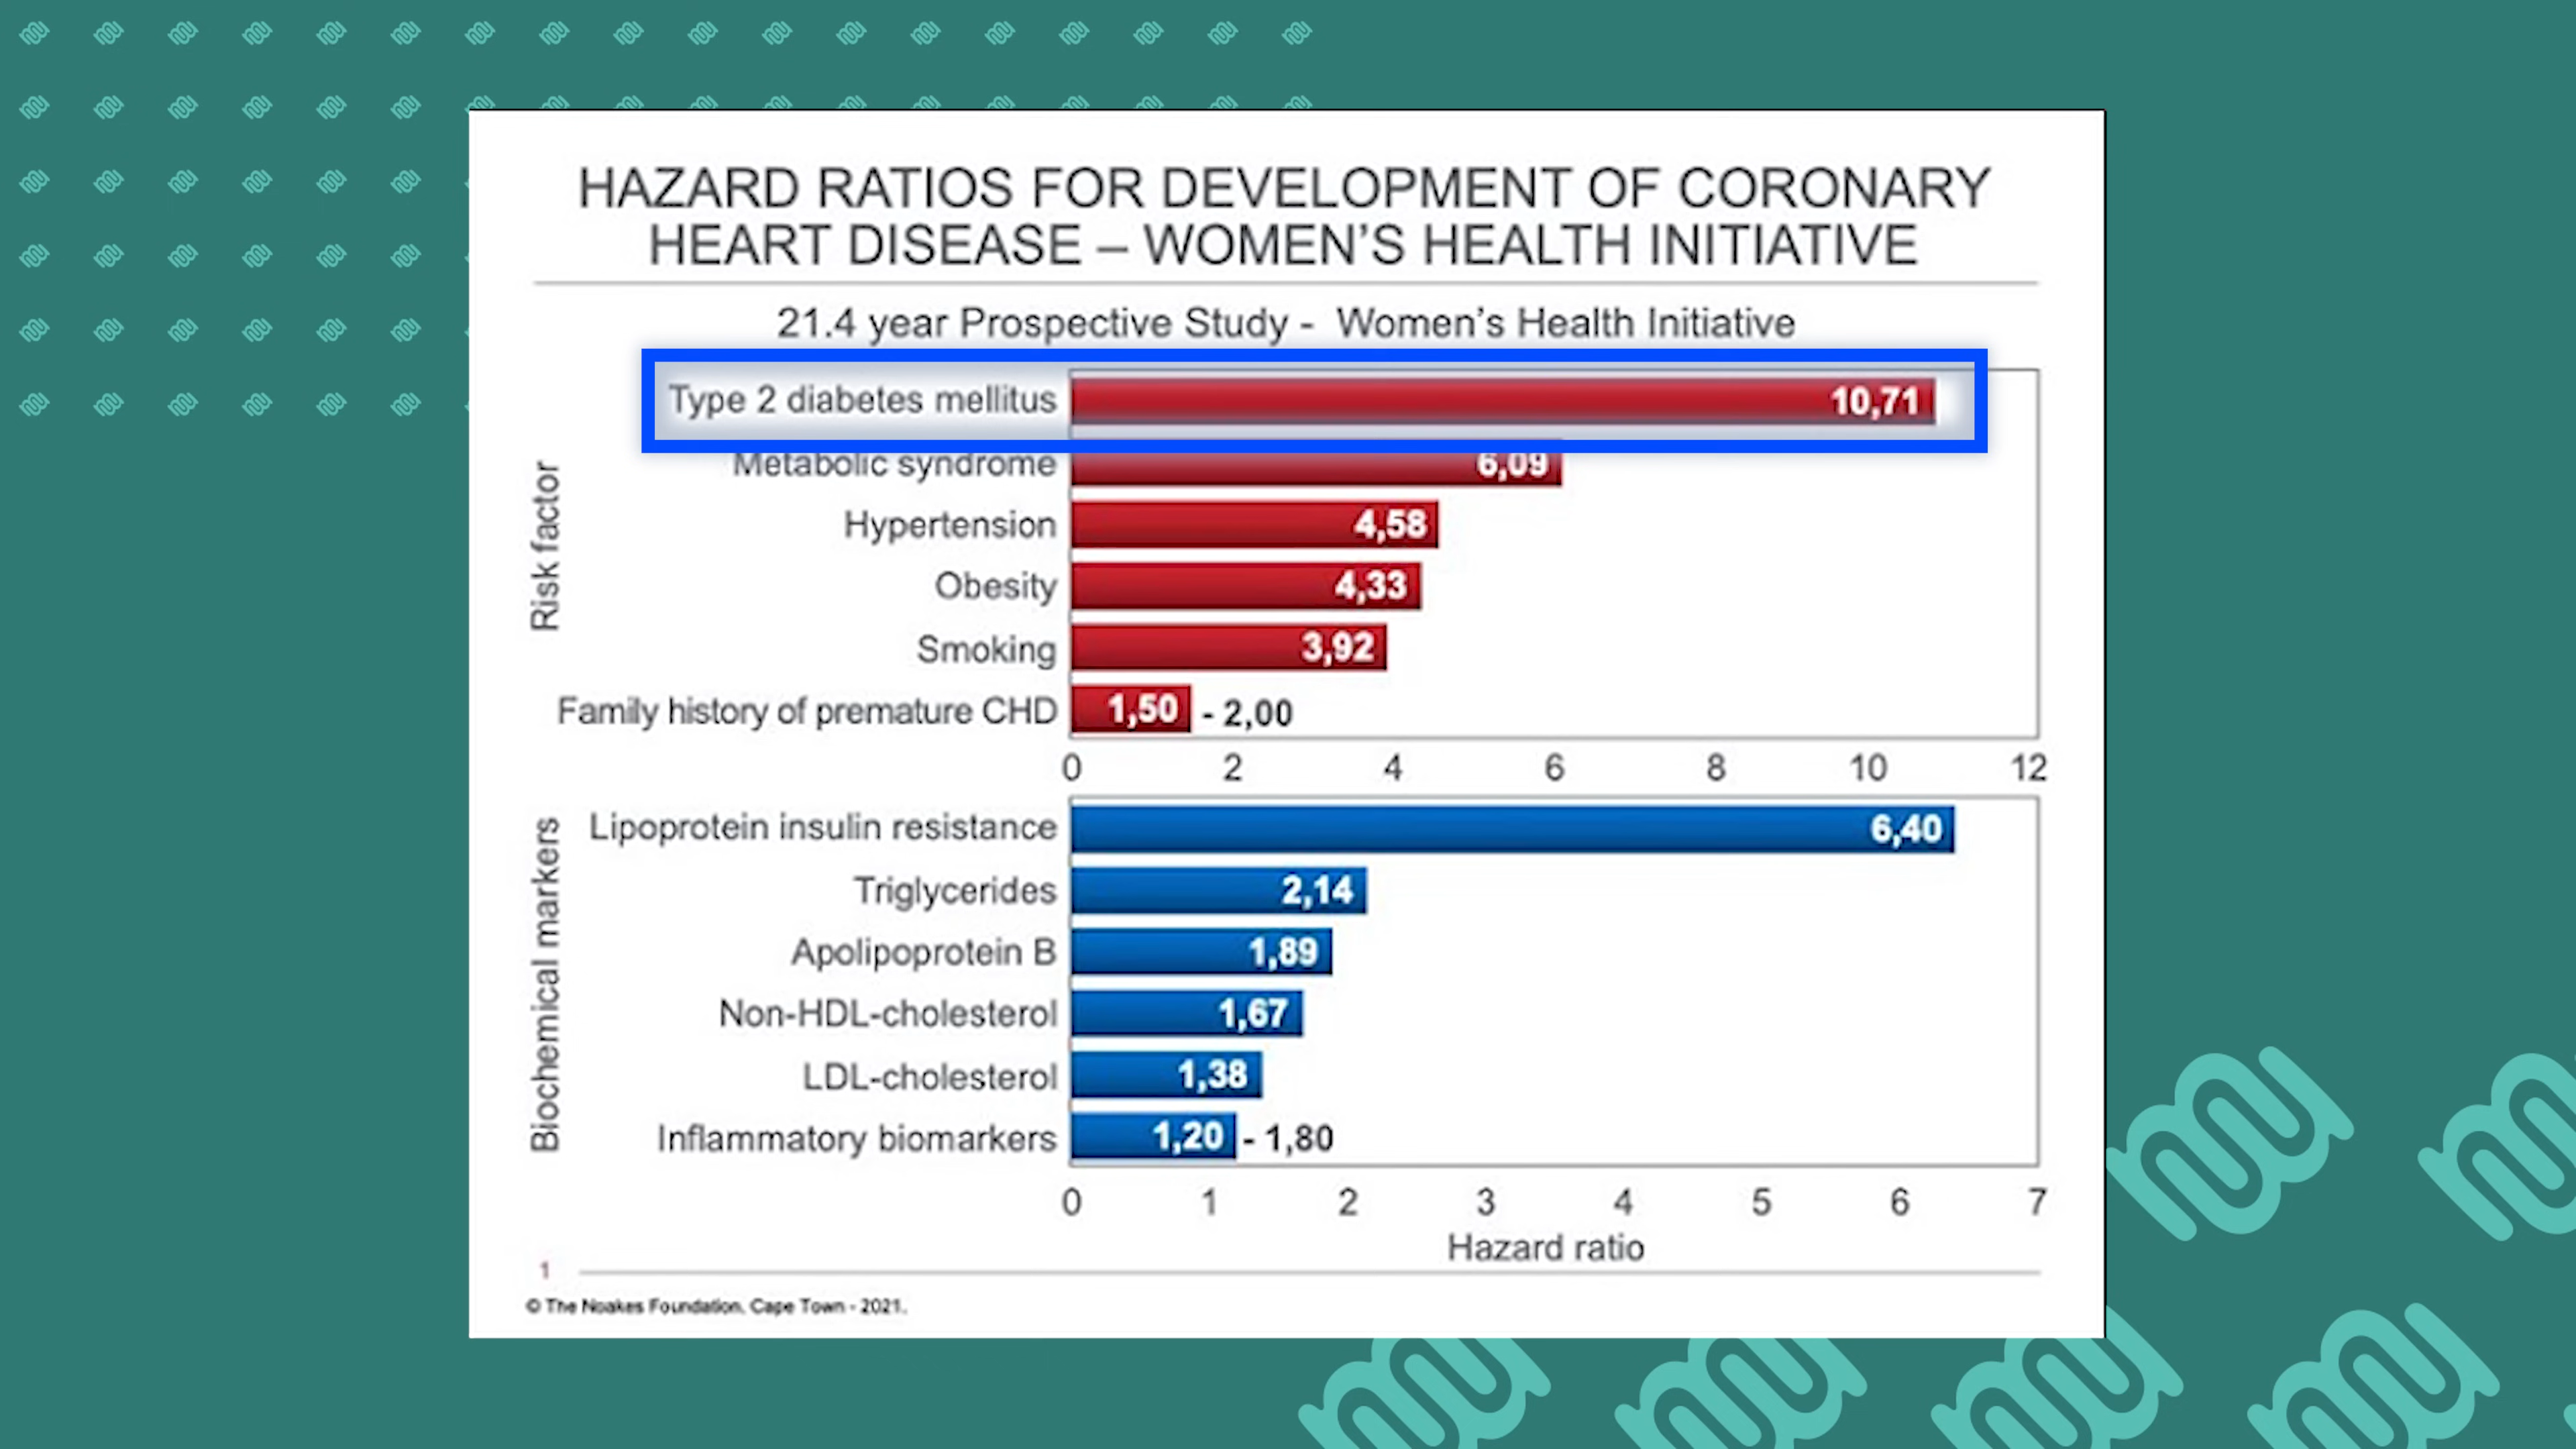 HAZARD RATIOS FOR DEVELOPMENT OF CORONARY
HEART DISEASE – WOMEN'S HEALTH INITIATIVE
21.4 year Prospective Study - Women's Health Initiative
Risk factor
Type 2 diabetes mellitus 10,71
Metabolic syndrome 6,09
Hypertension 4,58
Obesity 4,33
Smoking 3,92
Family history of premature CHD 1,50 - 2,00
0 2 4 6 8 10 12
Biochemical markers
Lipoprotein insulin resistance 6,40
Triglycerides 2,14
Apolipoprotein B 1,89
Non-HDL-cholesterol 1,67
LDL-cholesterol 1,38
Inflammatory biomarkers 1,20 - 1,80
0 1 2 3 4 5 6 7
Hazard ratio
1
© The Noakes Foundation. Cape Town - 2021.